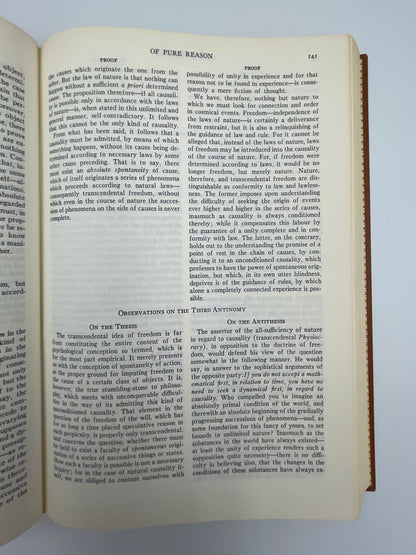 OF PURE REASON
141
PROOF
the causes which originate the one from the
other. But the law of nature is that nothing can
happen without a sufficient a priori determined
cause. The proposition therefore—if all causali-
ty is possible only in accordance with the laws
of nature—is, when stated in this unlimited and
general manner, self-contradictory. It follows
that this cannot be the only kind of causality.
From what has been said, it follows that a
causality must be admitted, by means of which
something happens, without its cause being de-
termined according to necessary laws by some
other cause preceding. That is to say, there
must exist an absolute spontaneity of cause,
which of itself originates a series of phenomena
which proceeds according to natural laws—
consequently transcendental freedom, without
which even in the course of nature the succes-
sion of phenomena on the side of causes is never
complete.
PROOF
possibility of unity in experience and for that
reason not to be found in experience—is conse-
quently a mere fiction of thought.
We have, therefore, nothing but nature to
which we must look for connection and order
in cosmical events. Freedom—independence of
the laws of nature—is certainly a deliverance
from restraint, but it is also a relinquishing of
the guidance of law and rule. For it cannot be
alleged that, instead of the laws of nature, laws
of freedom may be introduced into the causality
of the course of nature. For, if freedom were
determined according to laws, it would be no
longer freedom, but merely nature. Nature,
therefore, and transcendental freedom are dis-
tinguishable as conformity to law and lawless-
ness. The former imposes upon understanding
the difficulty of seeking the origin of events
ever higher and higher in the series of causes,
inasmuch as causality is always conditioned
thereby; while it compensates this labour by
the guarantee of a unity complete and in con-
formity with law. The latter, on the contrary,
holds out to the understanding the promise of a
point of rest in the chain of causes, by con-
ducting it to an unconditioned causality, which
professes to have the power of spontaneous orig-
ination, but which, in its own utter blindness,
deprives it of the guidance of rules, by which
alone a completely connected experience is pos-
sible.
OBSERVATIONS ON THE THIRD ANTINOMY
ON THE THESIS
The transcendental idea of freedom is far
from constituting the entire content of the
psychological conception so termed, which is
for the most part empirical. It merely presents
us with the conception of spontaneity of action,
as the proper ground for imputing freedom to
the cause of a certain class of objects. It is,
however, the true stumbling-stone to philoso-
phy, which meets with unconquerable difficul-
ties in the way of its admitting this kind of
unconditioned causality. That element in the
question of the freedom of the will, which has
for so long a time placed speculative reason in
such perplexity, is properly only transcendental,
and concerns the question, whether there must
be held to exist a faculty of spontaneous origi-
nation of a series of successive things or states.
How such a faculty is possible is not a necessary
inquiry; for in the case of natural causality it-
self, we are obliged to content ourselves with
ON THE ANTITHESIS
The assertor of the all-sufficiency of nature
in regard to causality (transcendental Physioc-
racy), in opposition to the doctrine of free-
dom, would defend his view of the question
somewhat in the following manner. He would
say, in answer to the sophistical arguments of
the opposite party: If you do not accept a math-
ematical first, in relation to time, you have no
need to seek a dynamical first, in regard to
causality. Who compelled you to imagine an
absolutely primal condition of the world, and
therewith an absolute beginning of the gradually
progressing successions of phenomena—and, as
some foundation for this fancy of yours, to set
bounds to unlimited nature? Inasmuch as the
substances in the world have always existed—
at least the unity of experience renders such a
supposition quite necessary—there is no diffi-
culty in believing also, that the changes in the
conditions of these substances have always ex-